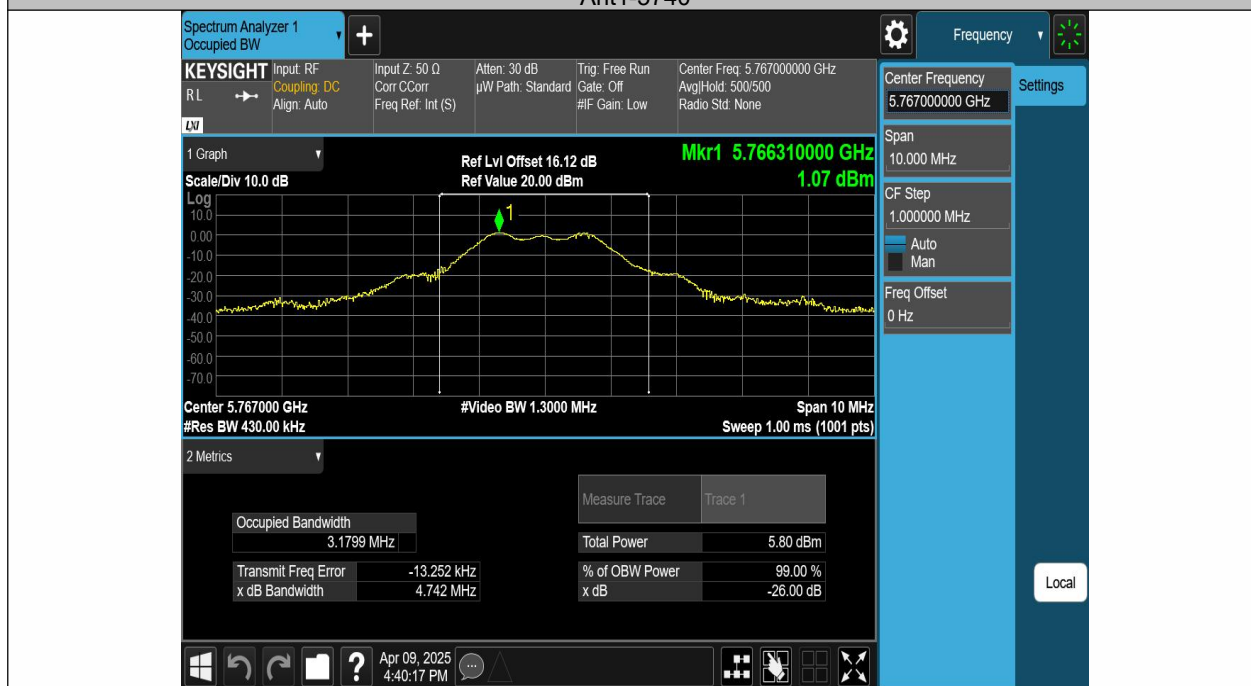 Spectrum Analyzer 1
Occupied BW
+
Frequency
KEYSIGHT
RL
LXI
Input: RF
Coupling: DC
Align: Auto
Input Z: 50 Ω
Corr CCorr
Freq Ref: Int (S)
Atten: 30 dB
µW Path: Standard
Trig: Free Run
Gate: Off
#IF Gain: Low
Center Freq: 5.767000000 GHz
Avg|Hold: 500/500
Radio Std: None
Center Frequency
5.767000000 GHz
Settings
Span
10.000 MHz
CF Step
1.000000 MHz
Auto
Man
Freq Offset
0 Hz
1 Graph
Scale/Div 10.0 dB
Ref Lvl Offset 16.12 dB
Ref Value 20.00 dBm
Mkr1 5.766310000 GHz
1.07 dBm
Log
10.0
0.00
-10.0
-20.0
-30.0
-40.0
-50.0
-60.0
-70.0
1
Center 5.767000 GHz
#Res BW 430.00 kHz
#Video BW 1.3000 MHz
Span 10 MHz
Sweep 1.00 ms (1001 pts)
2 Metrics
Measure Trace Trace 1
Occupied Bandwidth
3.1799 MHz
Total Power 5.80 dBm
Transmit Freq Error -13.252 kHz
% of OBW Power 99.00 %
x dB Bandwidth 4.742 MHz
x dB -26.00 dB
Local
?
Apr 09, 2025
4:40:17 PM